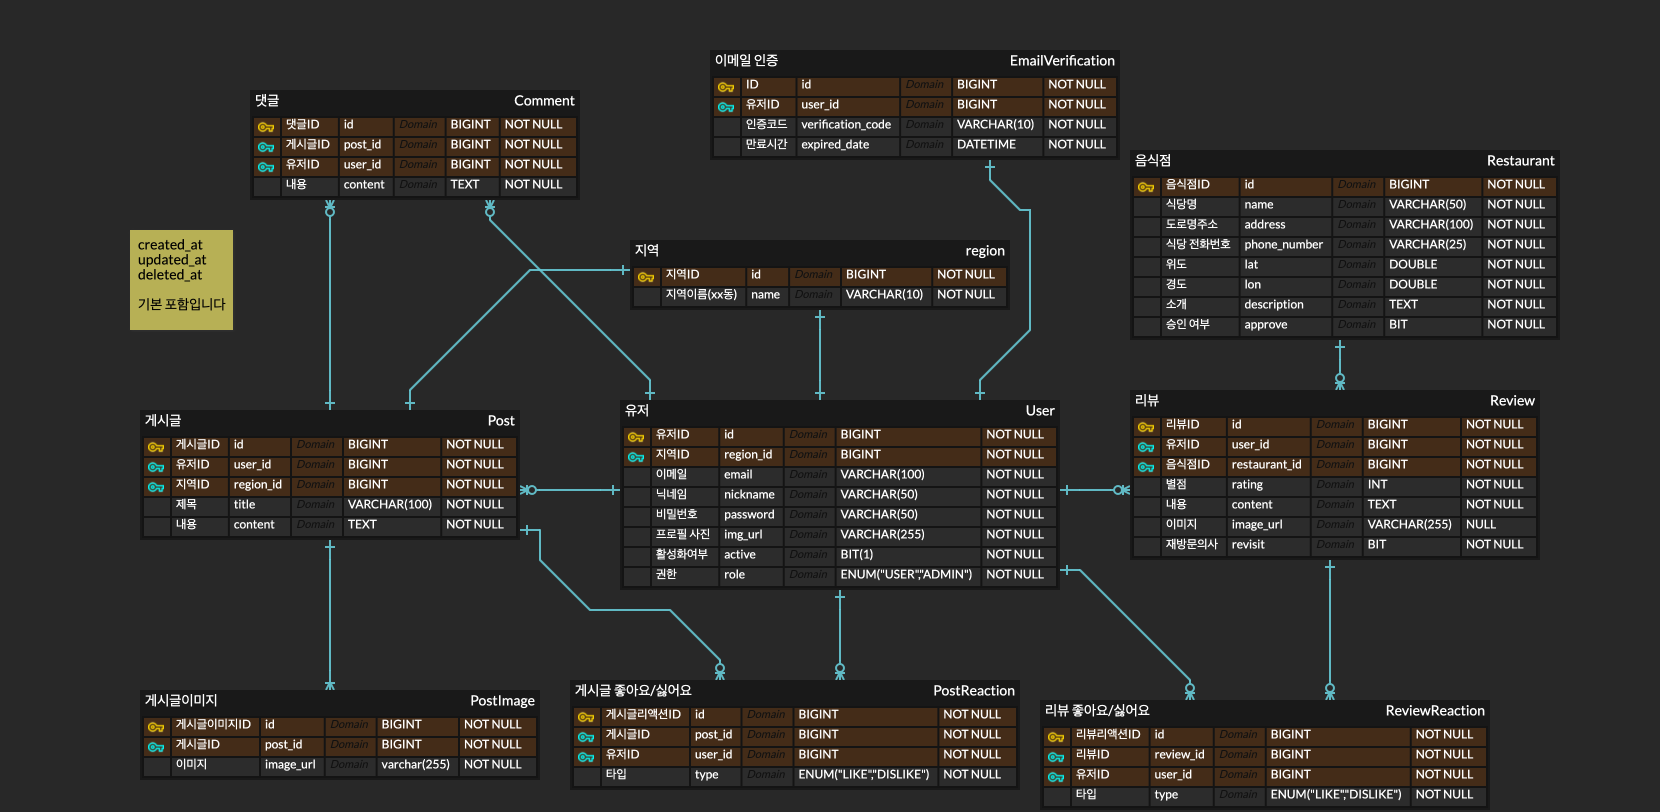 이메일 인증 EmailVerification
ID id Domain BIGINT NOT NULL
유저ID user_id Domain BIGINT NOT NULL
인증코드 verification_code Domain VARCHAR(10) NOT NULL
만료시간 expired_date Domain DATETIME NOT NULL
댓글 Comment
댓글ID id Domain BIGINT NOT NULL
게시글ID post_id Domain BIGINT NOT NULL
유저ID user_id Domain BIGINT NOT NULL
내용 content Domain TEXT NOT NULL
음식점 Restaurant
음식점ID id Domain BIGINT NOT NULL
식당명 name Domain VARCHAR(50) NOT NULL
도로명주소 address Domain VARCHAR(100) NOT NULL
식당 전화번호 phone_number Domain VARCHAR(25) NOT NULL
위도 lat Domain DOUBLE NOT NULL
경도 lon Domain DOUBLE NOT NULL
소개 description Domain TEXT NOT NULL
승인 여부 approve Domain BIT NOT NULL
created_at
updated_at
deleted_at
기본 포함입니다
지역 region
지역ID id Domain BIGINT NOT NULL
지역이름(xx동) name Domain VARCHAR(10) NOT NULL
게시글 Post
게시글ID id Domain BIGINT NOT NULL
유저ID user_id Domain BIGINT NOT NULL
지역ID region_id Domain BIGINT NOT NULL
제목 title Domain VARCHAR(100) NOT NULL
내용 content Domain TEXT NOT NULL
유저 User
유저ID id Domain BIGINT NOT NULL
지역ID region_id Domain BIGINT NOT NULL
이메일 email Domain VARCHAR(100) NOT NULL
닉네임 nickname Domain VARCHAR(50) NOT NULL
비밀번호 password Domain VARCHAR(50) NOT NULL
프로필 사진 img_url Domain VARCHAR(255) NOT NULL
활성화여부 active Domain BIT(1) NOT NULL
권한 role Domain ENUM("USER","ADMIN") NOT NULL
리뷰 Review
리뷰ID id Domain BIGINT NOT NULL
유저ID user_id Domain BIGINT NOT NULL
음식점ID restaurant_id Domain BIGINT NOT NULL
별점 rating Domain INT NOT NULL
내용 content Domain TEXT NOT NULL
이미지 image_url Domain VARCHAR(255) NULL
재방문의사 revisit Domain BIT NOT NULL
게시글이미지 PostImage
게시글이미지ID id Domain BIGINT NOT NULL
게시글ID post_id Domain BIGINT NOT NULL
이미지 image_url Domain varchar(255) NOT NULL
게시글 좋아요/싫어요 PostReaction
게시글리액션ID id Domain BIGINT NOT NULL
게시글ID post_id Domain BIGINT NOT NULL
유저ID user_id Domain BIGINT NOT NULL
타입 type Domain ENUM("LIKE","DISLIKE") NOT NULL
리뷰 좋아요/싫어요 ReviewReaction
리뷰리액션ID id Domain BIGINT NOT NULL
리뷰ID review_id Domain BIGINT NOT NULL
유저ID user_id Domain BIGINT NOT NULL
타입 type Domain ENUM("LIKE","DISLIKE") NOT NULL